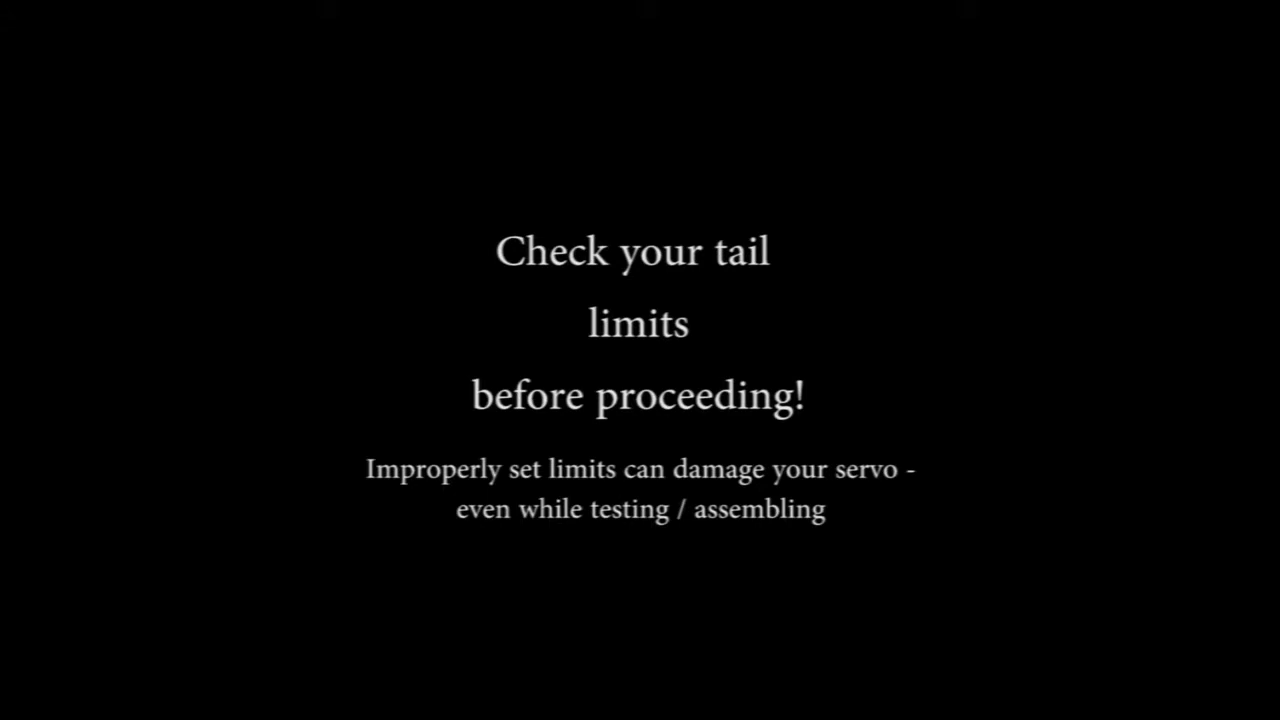 Check your tail
limits
before proceeding!
Improperly set limits can damage your servo -
even while testing / assembling